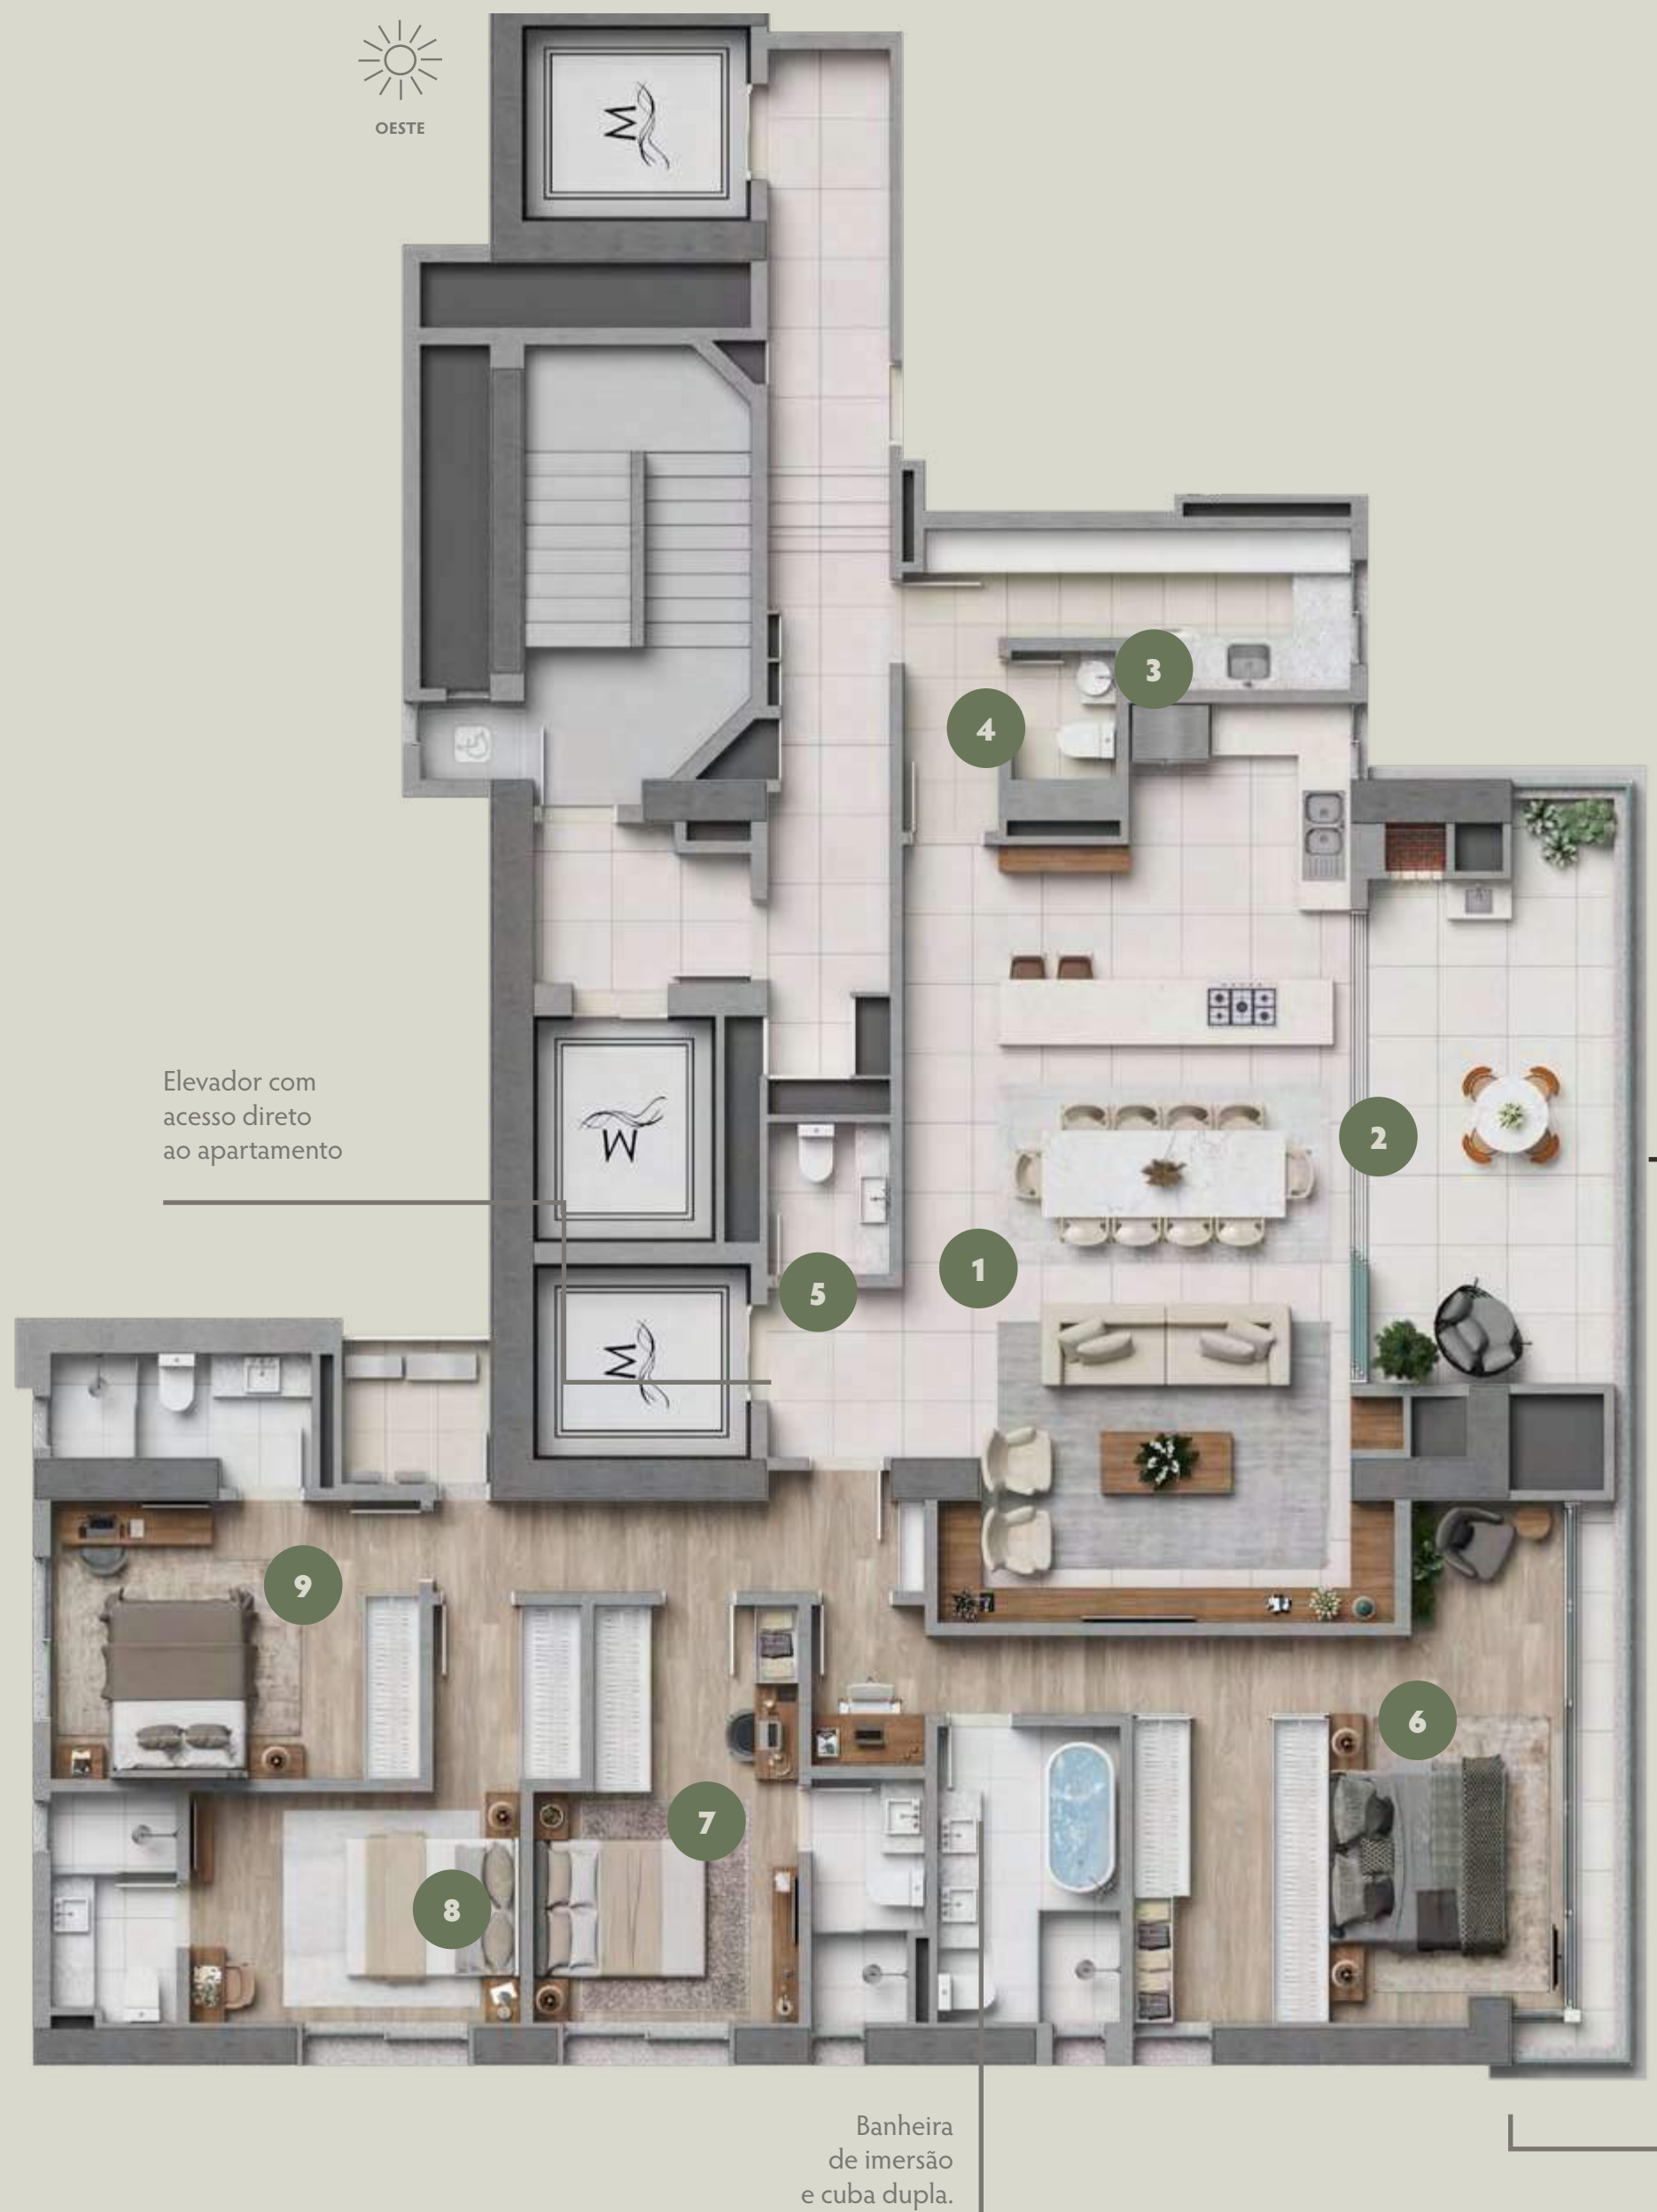 OESTE
M
3
4
Elevador com
acesso direto
ao apartamento
M
2
1
5
M
9
6
7
8
Banheira
de imersão
e cuba dupla.